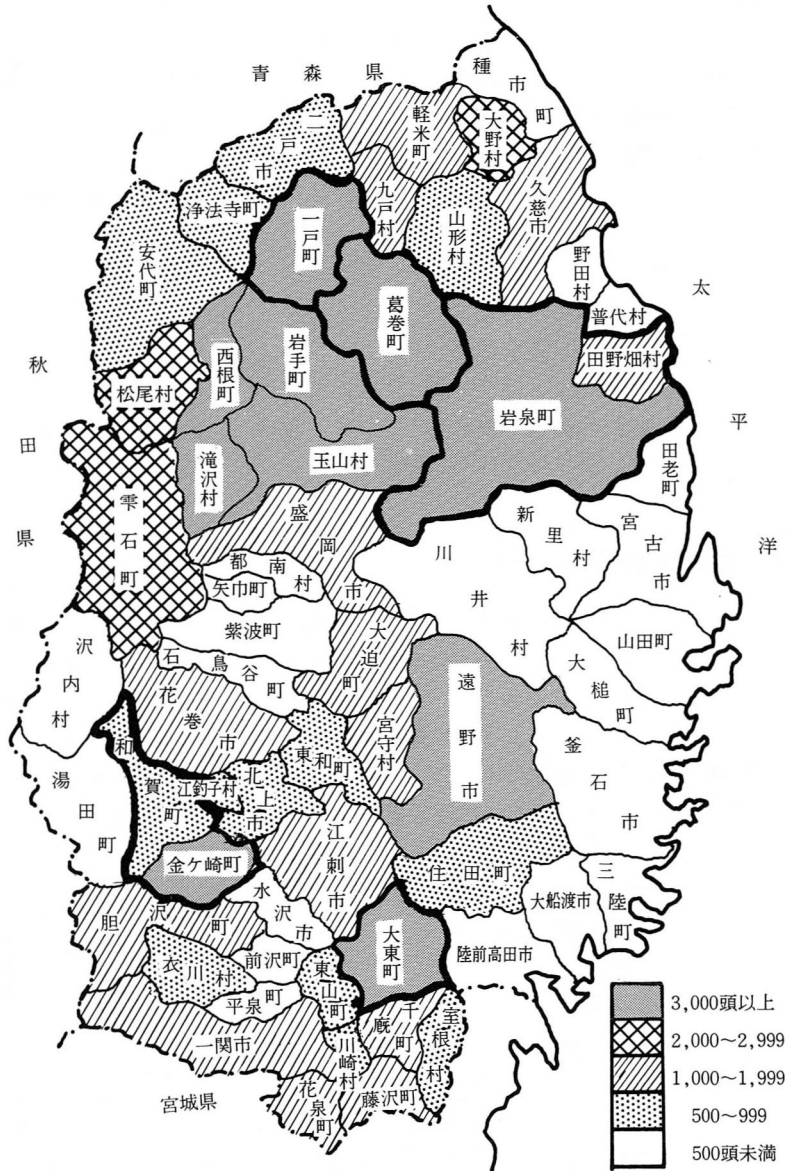 青森県
秋田県
太平洋
宮城県
種市町
軽米町
大野村
二戸市
九戸村
山形村
久慈市
浄法寺町
一戸町
安代町
葛巻町
野田村
普代村
田野畑村
西根町
岩手町
松尾村
岩泉町
滝沢村
玉山村
田老町
雫石町
盛岡市
新里村
宮古市
川井村
都南村
矢巾町
紫波町
山田町
沢内村
石鳥谷町
大迫町
大槌町
花巻市
遠野市
宮守村
東和町
釜石市
和賀町
江釣子村
北上市
湯田町
江刺市
金ケ崎町
住田町
三陸町
大船渡市
水沢市
胆沢町
大東町
陸前高田市
前沢町
衣川村
東山町
平泉町
千厩町
室根村
一関市
川崎村
花泉町
藤沢町
3,000頭以上
2,000～2,999
1,000～1,999
500～999
500頭未満